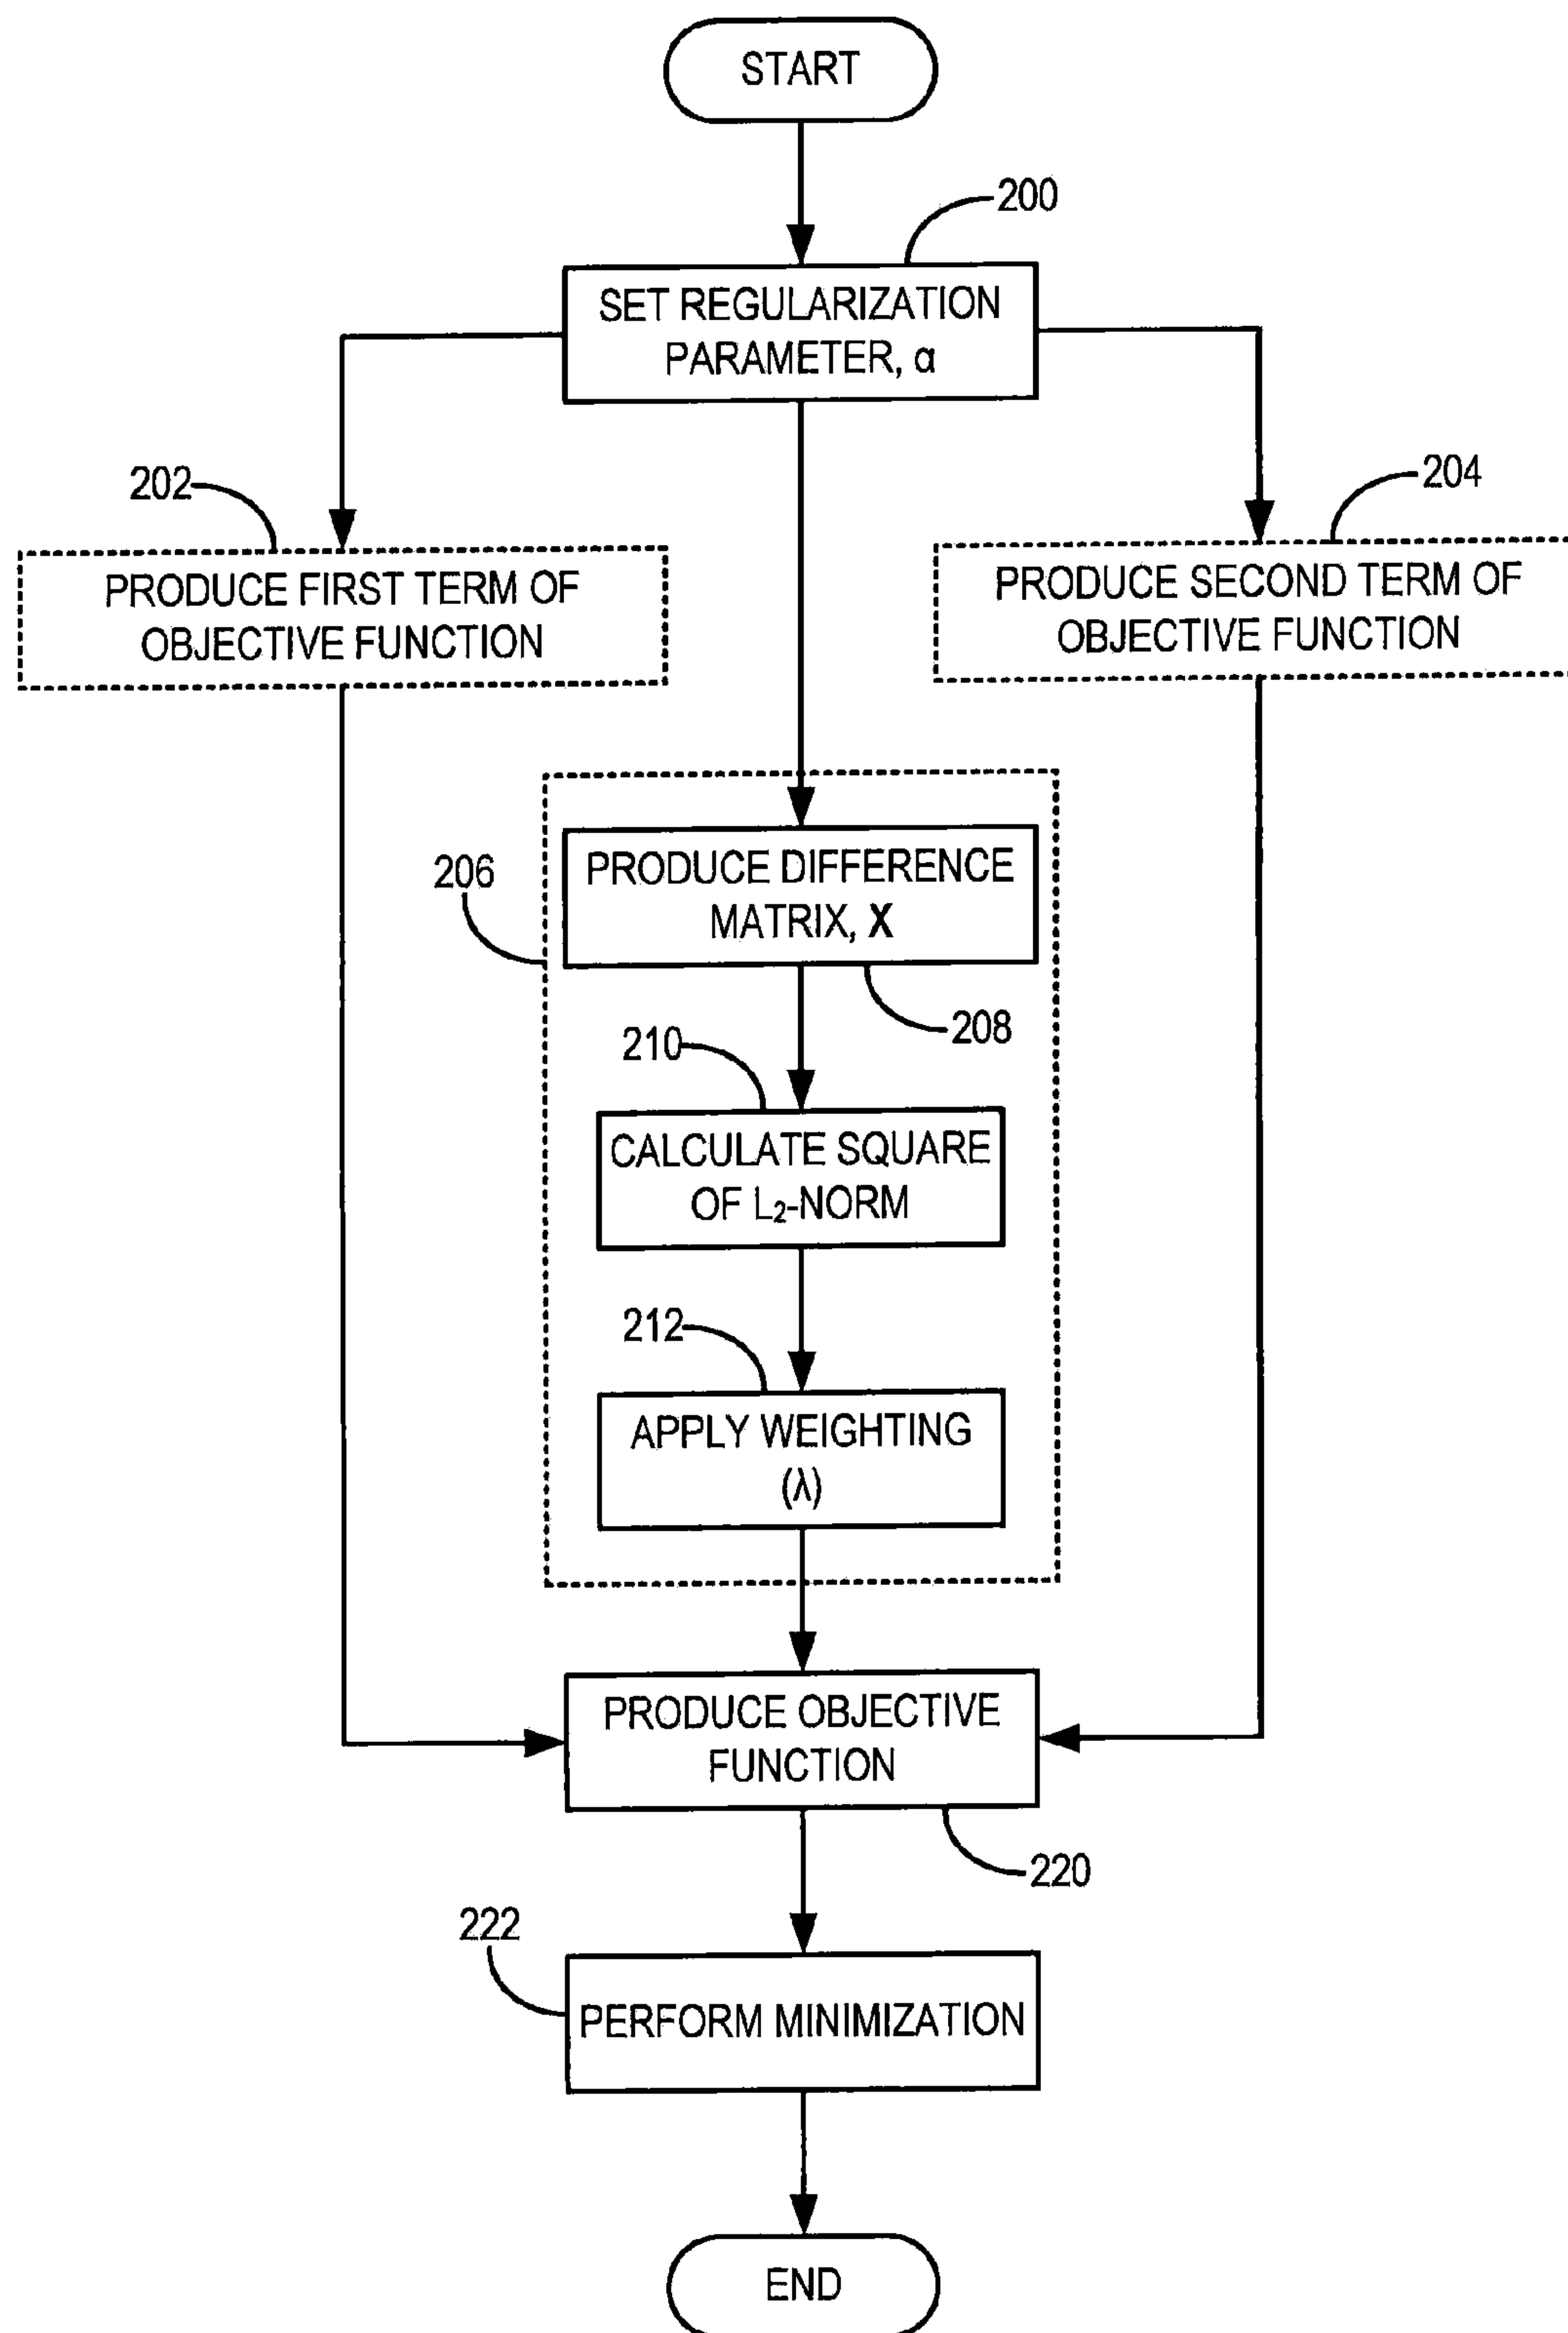 START
200
SET REGULARIZATION
PARAMETER, α
202
204
PRODUCE FIRST TERM OF
OBJECTIVE FUNCTION
PRODUCE SECOND TERM OF
OBJECTIVE FUNCTION
206
PRODUCE DIFFERENCE
MATRIX, X
208
210
CALCULATE SQUARE
OF L₂-NORM
212
APPLY WEIGHTING
(λ)
PRODUCE OBJECTIVE
FUNCTION
220
222
PERFORM MINIMIZATION
END